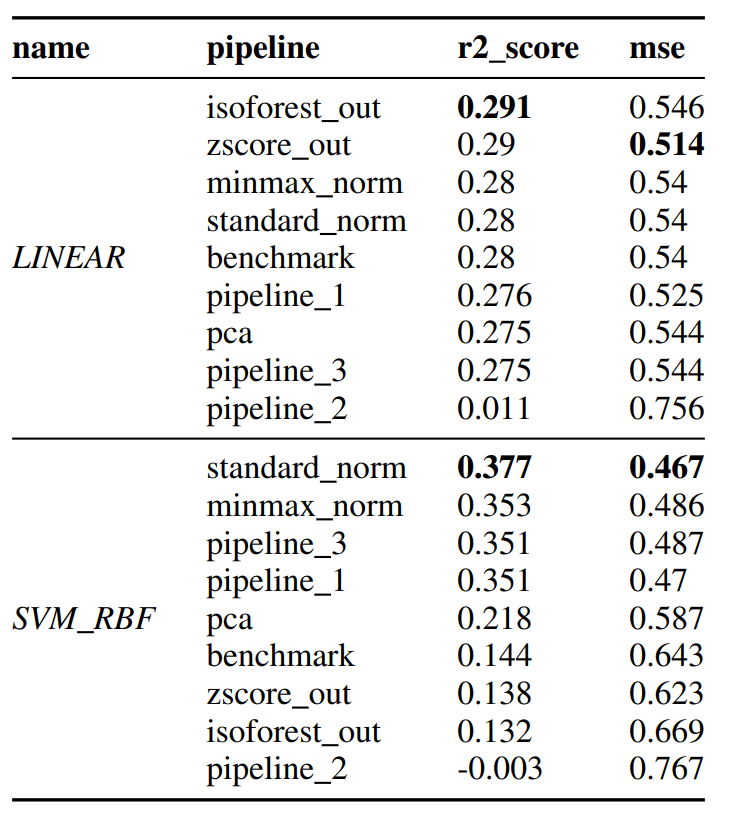 name pipeline r2_score mse
isoforest_out 0.291 0.546
zscore_out 0.29 0.514
minmax_norm 0.28 0.54
standard_norm 0.28 0.54
LINEAR benchmark 0.28 0.54
pipeline_1 0.276 0.525
pca 0.275 0.544
pipeline_3 0.275 0.544
pipeline_2 0.011 0.756
standard_norm 0.377 0.467
minmax_norm 0.353 0.486
pipeline_3 0.351 0.487
pipeline_1 0.351 0.47
SVM_RBF pca 0.218 0.587
benchmark 0.144 0.643
zscore_out 0.138 0.623
isoforest_out 0.132 0.669
pipeline_2 -0.003 0.767